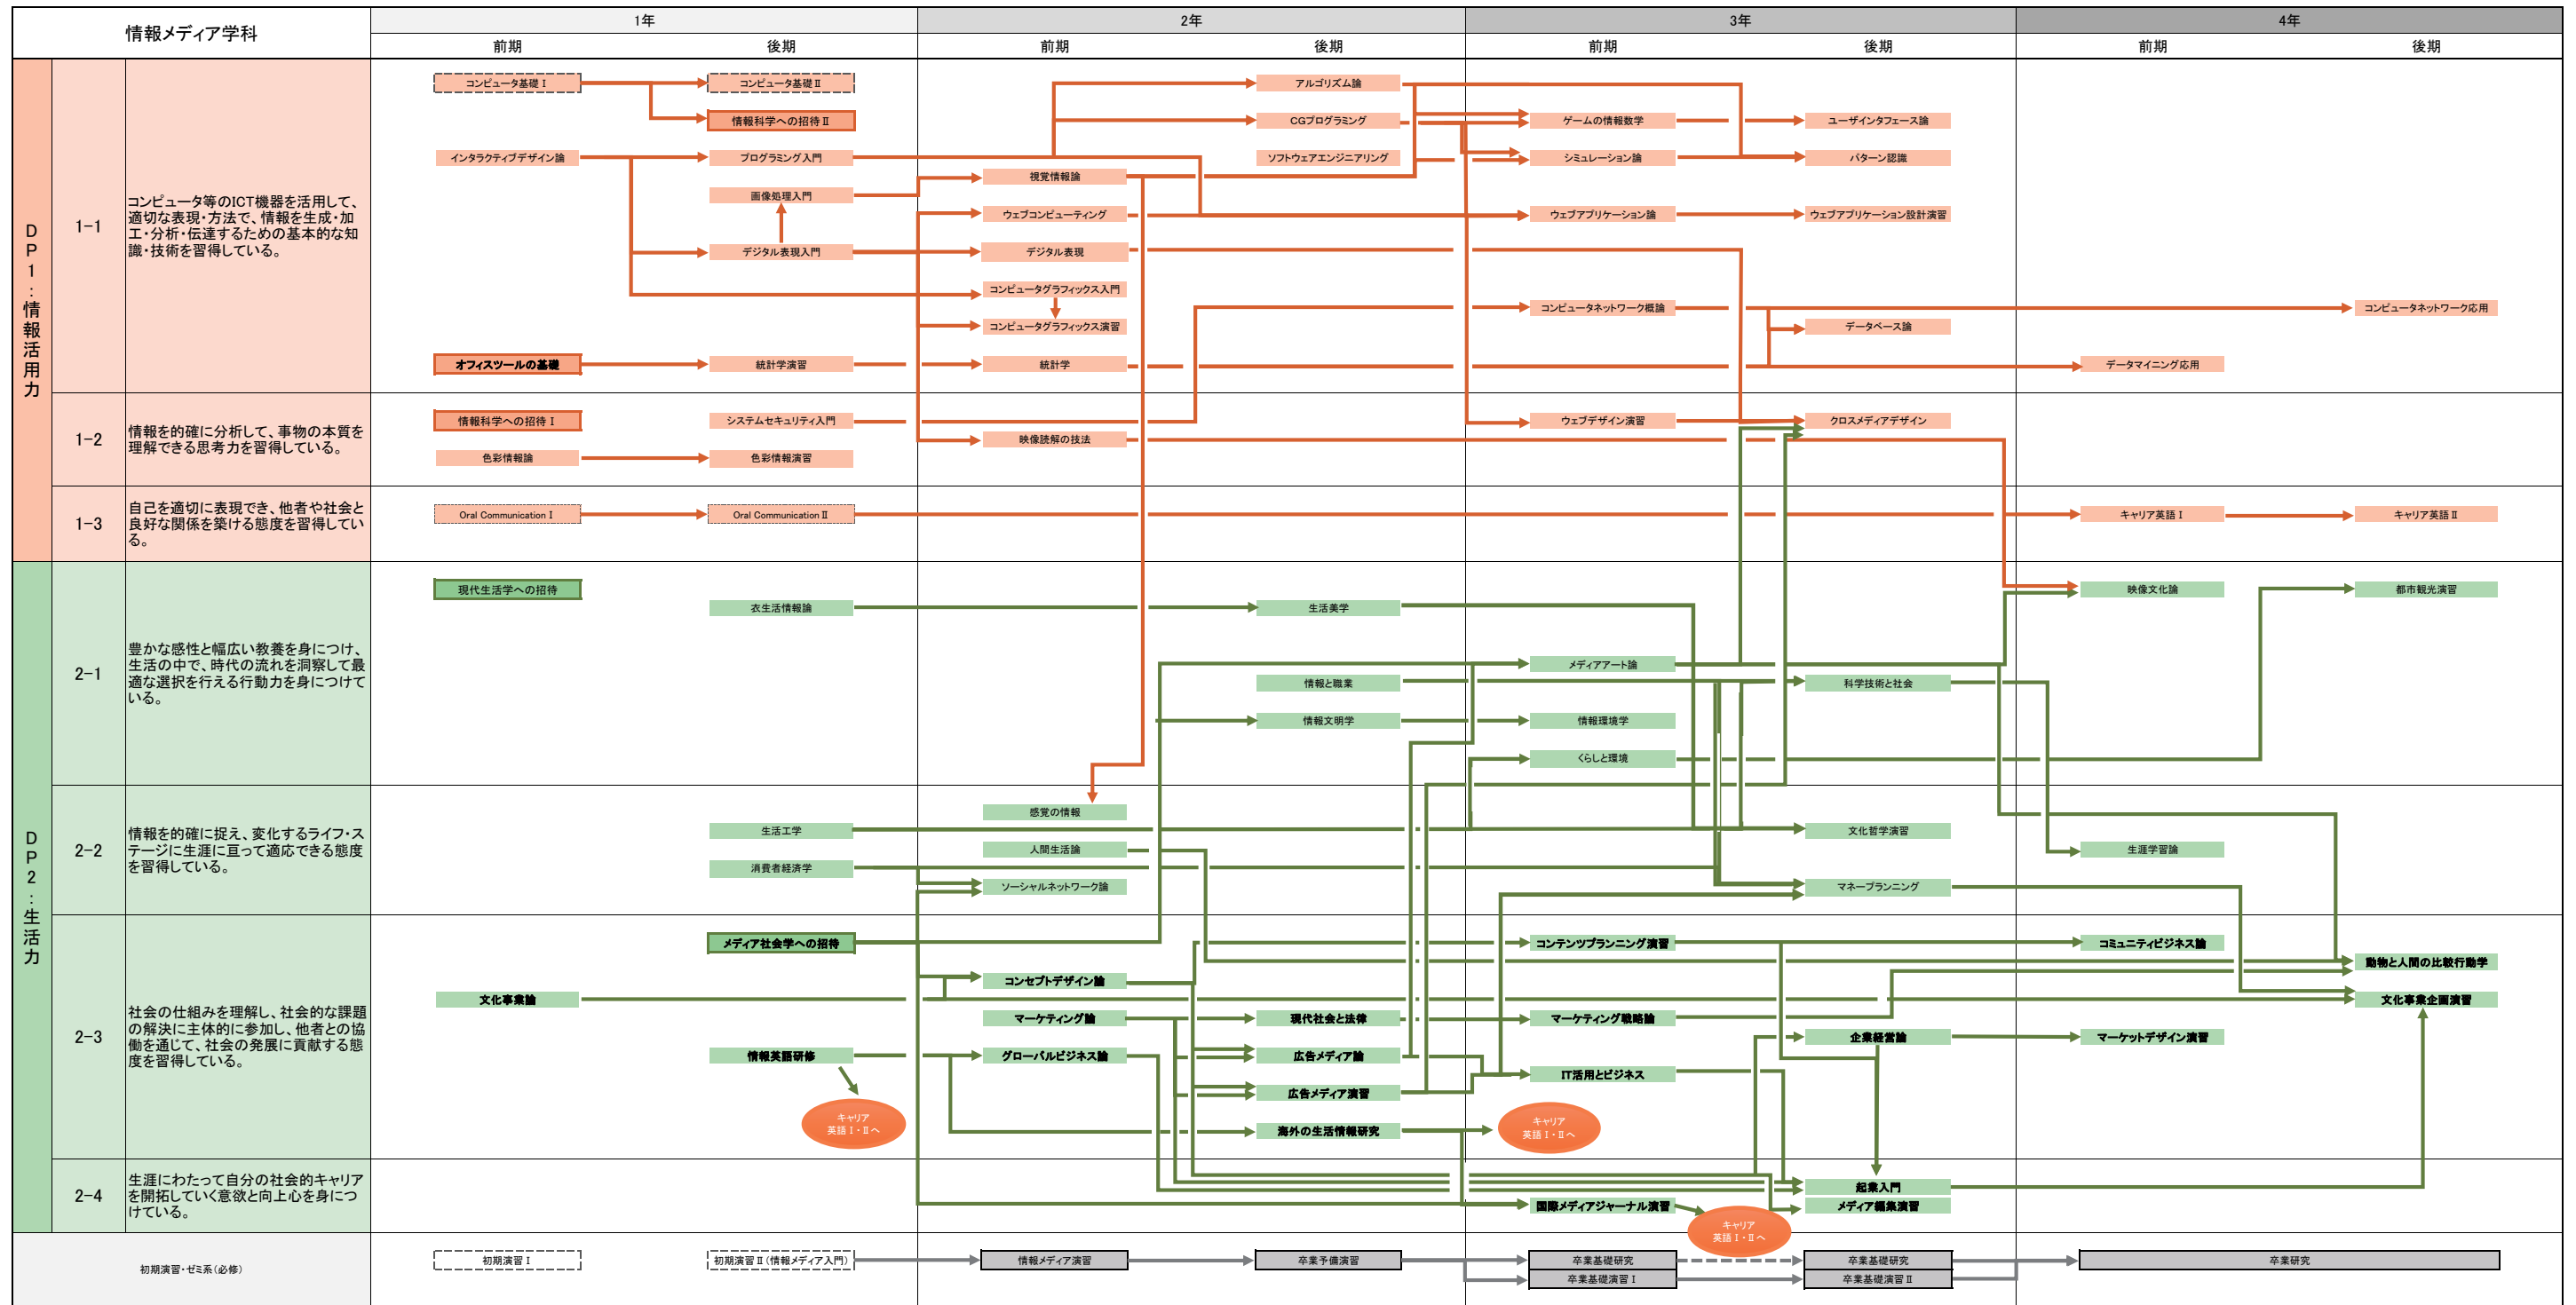 情報メディア学科
1年
2年
3年
4年
前期
後期
前期
後期
前期
後期
前期
後期
DP1:情報活用力
1-1
コンピュータ等のICT機器を活用して、
適切な表現・方法で、情報を生成・加
工・分析・伝達するための基本的な知
識・技術を習得している。
コンピュータ基礎Ⅰ
コンピュータ基礎Ⅱ
アルゴリズム論
情報科学への招待Ⅱ
CGプログラミング
ゲームの情報数学
ユーザインタフェース論
インタラクティブデザイン論
プログラミング入門
ソフトウェアエンジニアリング
シミュレーション論
パターン認識
視覚情報論
画像処理入門
ウェブコンピューティング
ウェブアプリケーション論
ウェブアプリケーション設計演習
デジタル表現入門
デジタル表現
コンピュータグラフィックス入門
コンピュータネットワーク概論
コンピュータネットワーク応用
コンピュータグラフィックス演習
データベース論
オフィスツールの基礎
統計学演習
統計学
データマイニング応用
1-2
情報を的確に分析して、事物の本質を
理解できる思考力を習得している。
情報科学への招待Ⅰ
システムセキュリティ入門
ウェブデザイン演習
クロスメディアデザイン
映像読解の技法
色彩情報論
色彩情報演習
1-3
自己を適切に表現でき、他者や社会と
良好な関係を築ける態度を習得してい
る。
Oral Communication Ⅰ
Oral Communication Ⅱ
キャリア英語Ⅰ
キャリア英語Ⅱ
DP2:生活力
2-1
豊かな感性と幅広い教養を身につけ、
生活の中で、時代の流れを洞察して最
適な選択を行える行動力を身につけて
いる。
現代生活学への招待
映像文化論
都市観光演習
衣生活情報論
生活美学
メディアアート論
情報と職業
科学技術と社会
情報文明学
情報環境学
くらしと環境
2-2
情報を的確に捉え、変化するライフ・ス
テージに生涯に亘って適応できる態度
を習得している。
感覚の情報
生活工学
文化哲学演習
人間生活論
生涯学習論
消費者経済学
ソーシャルネットワーク論
マネープランニング
2-3
社会の仕組みを理解し、社会的な課題
の解決に主体的に参加し、他者との協
働を通じて、社会の発展に貢献する態
度を習得している。
メディア社会学への招待
コンテンツプランニング演習
コミュニティビジネス論
動物と人間の比較行動学
コンセプトデザイン論
文化事業論
文化事業企画演習
マーケティング論
現代社会と法律
マーケティング戦略論
企業経営論
マーケットデザイン演習
情報英語研修
グローバルビジネス論
広告メディア論
IT活用とビジネス
広告メディア演習
キャリア
英語Ⅰ・Ⅱへ
海外の生活情報研究
キャリア
英語Ⅰ・Ⅱへ
2-4
生涯にわたって自分の社会的キャリア
を開拓していく意欲と向上心を身につ
けている。
起業入門
国際メディアジャーナル演習
メディア編集演習
キャリア
英語Ⅰ・Ⅱへ
初期演習・ゼミ系(必修)
初期演習Ⅰ
初期演習Ⅱ(情報メディア入門)
情報メディア演習
卒業予備演習
卒業基礎研究
卒業基礎研究
卒業研究
卒業基礎演習Ⅰ
卒業基礎演習Ⅱ